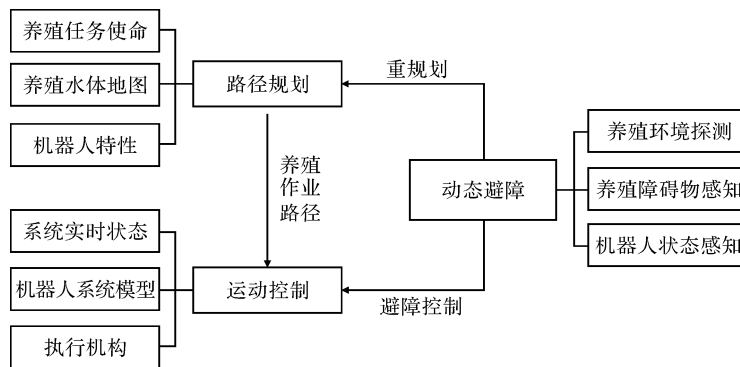 养殖任务使命
养殖水体地图
机器人特性
路径规划
重规划
养殖
作业
路径
动态避障
养殖环境探测
养殖障碍物感知
机器人状态感知
系统实时状态
机器人系统模型
执行机构
运动控制
避障控制